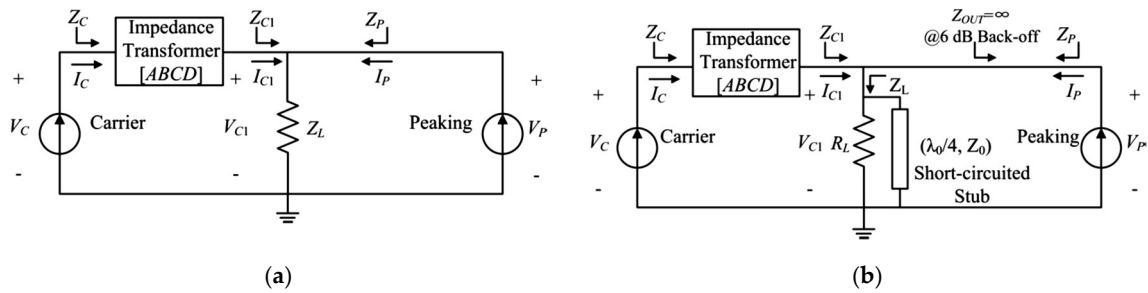 Z_C
Impedance Transformer [ABCD]
Z_C1
Z_P
I_C
+
I_C1
I_P
+
+
V_C
Carrier
V_C1
Z_L
Peaking
V_P
-
-
-
(a)
Z_OUT=∞
@6 dB Back-off
Z_C
Impedance Transformer [ABCD]
Z_C1
Z_P
I_C
+
I_C1
Z_L
I_P
+
+
V_C
Carrier
V_C1
R_L
(λ0/4, Z0)
Short-circuited
Stub
Peaking
V_P
-
-
-
(b)